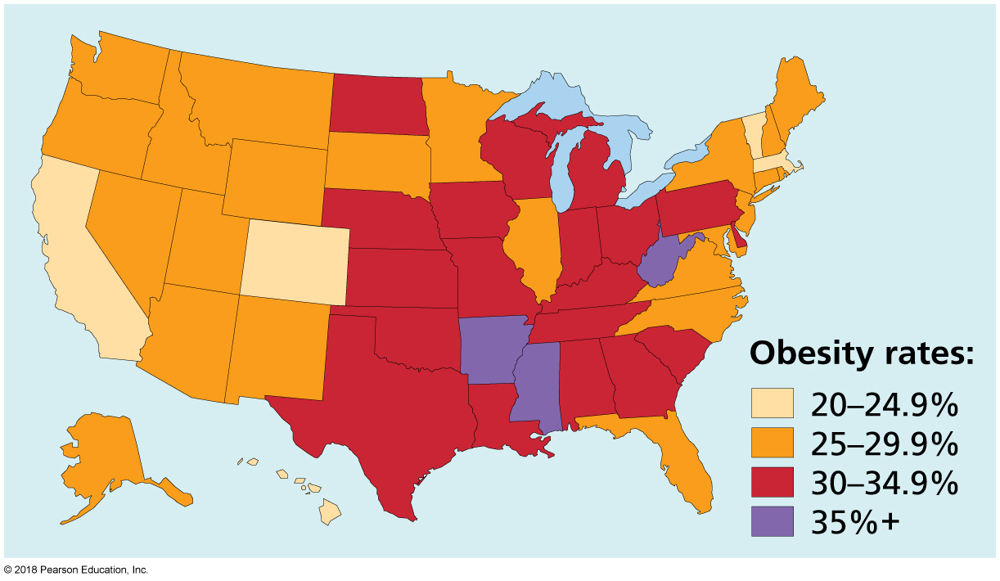 Obesity rates:
20–24.9%
25–29.9%
30–34.9%
35%+
© 2018 Pearson Education, Inc.